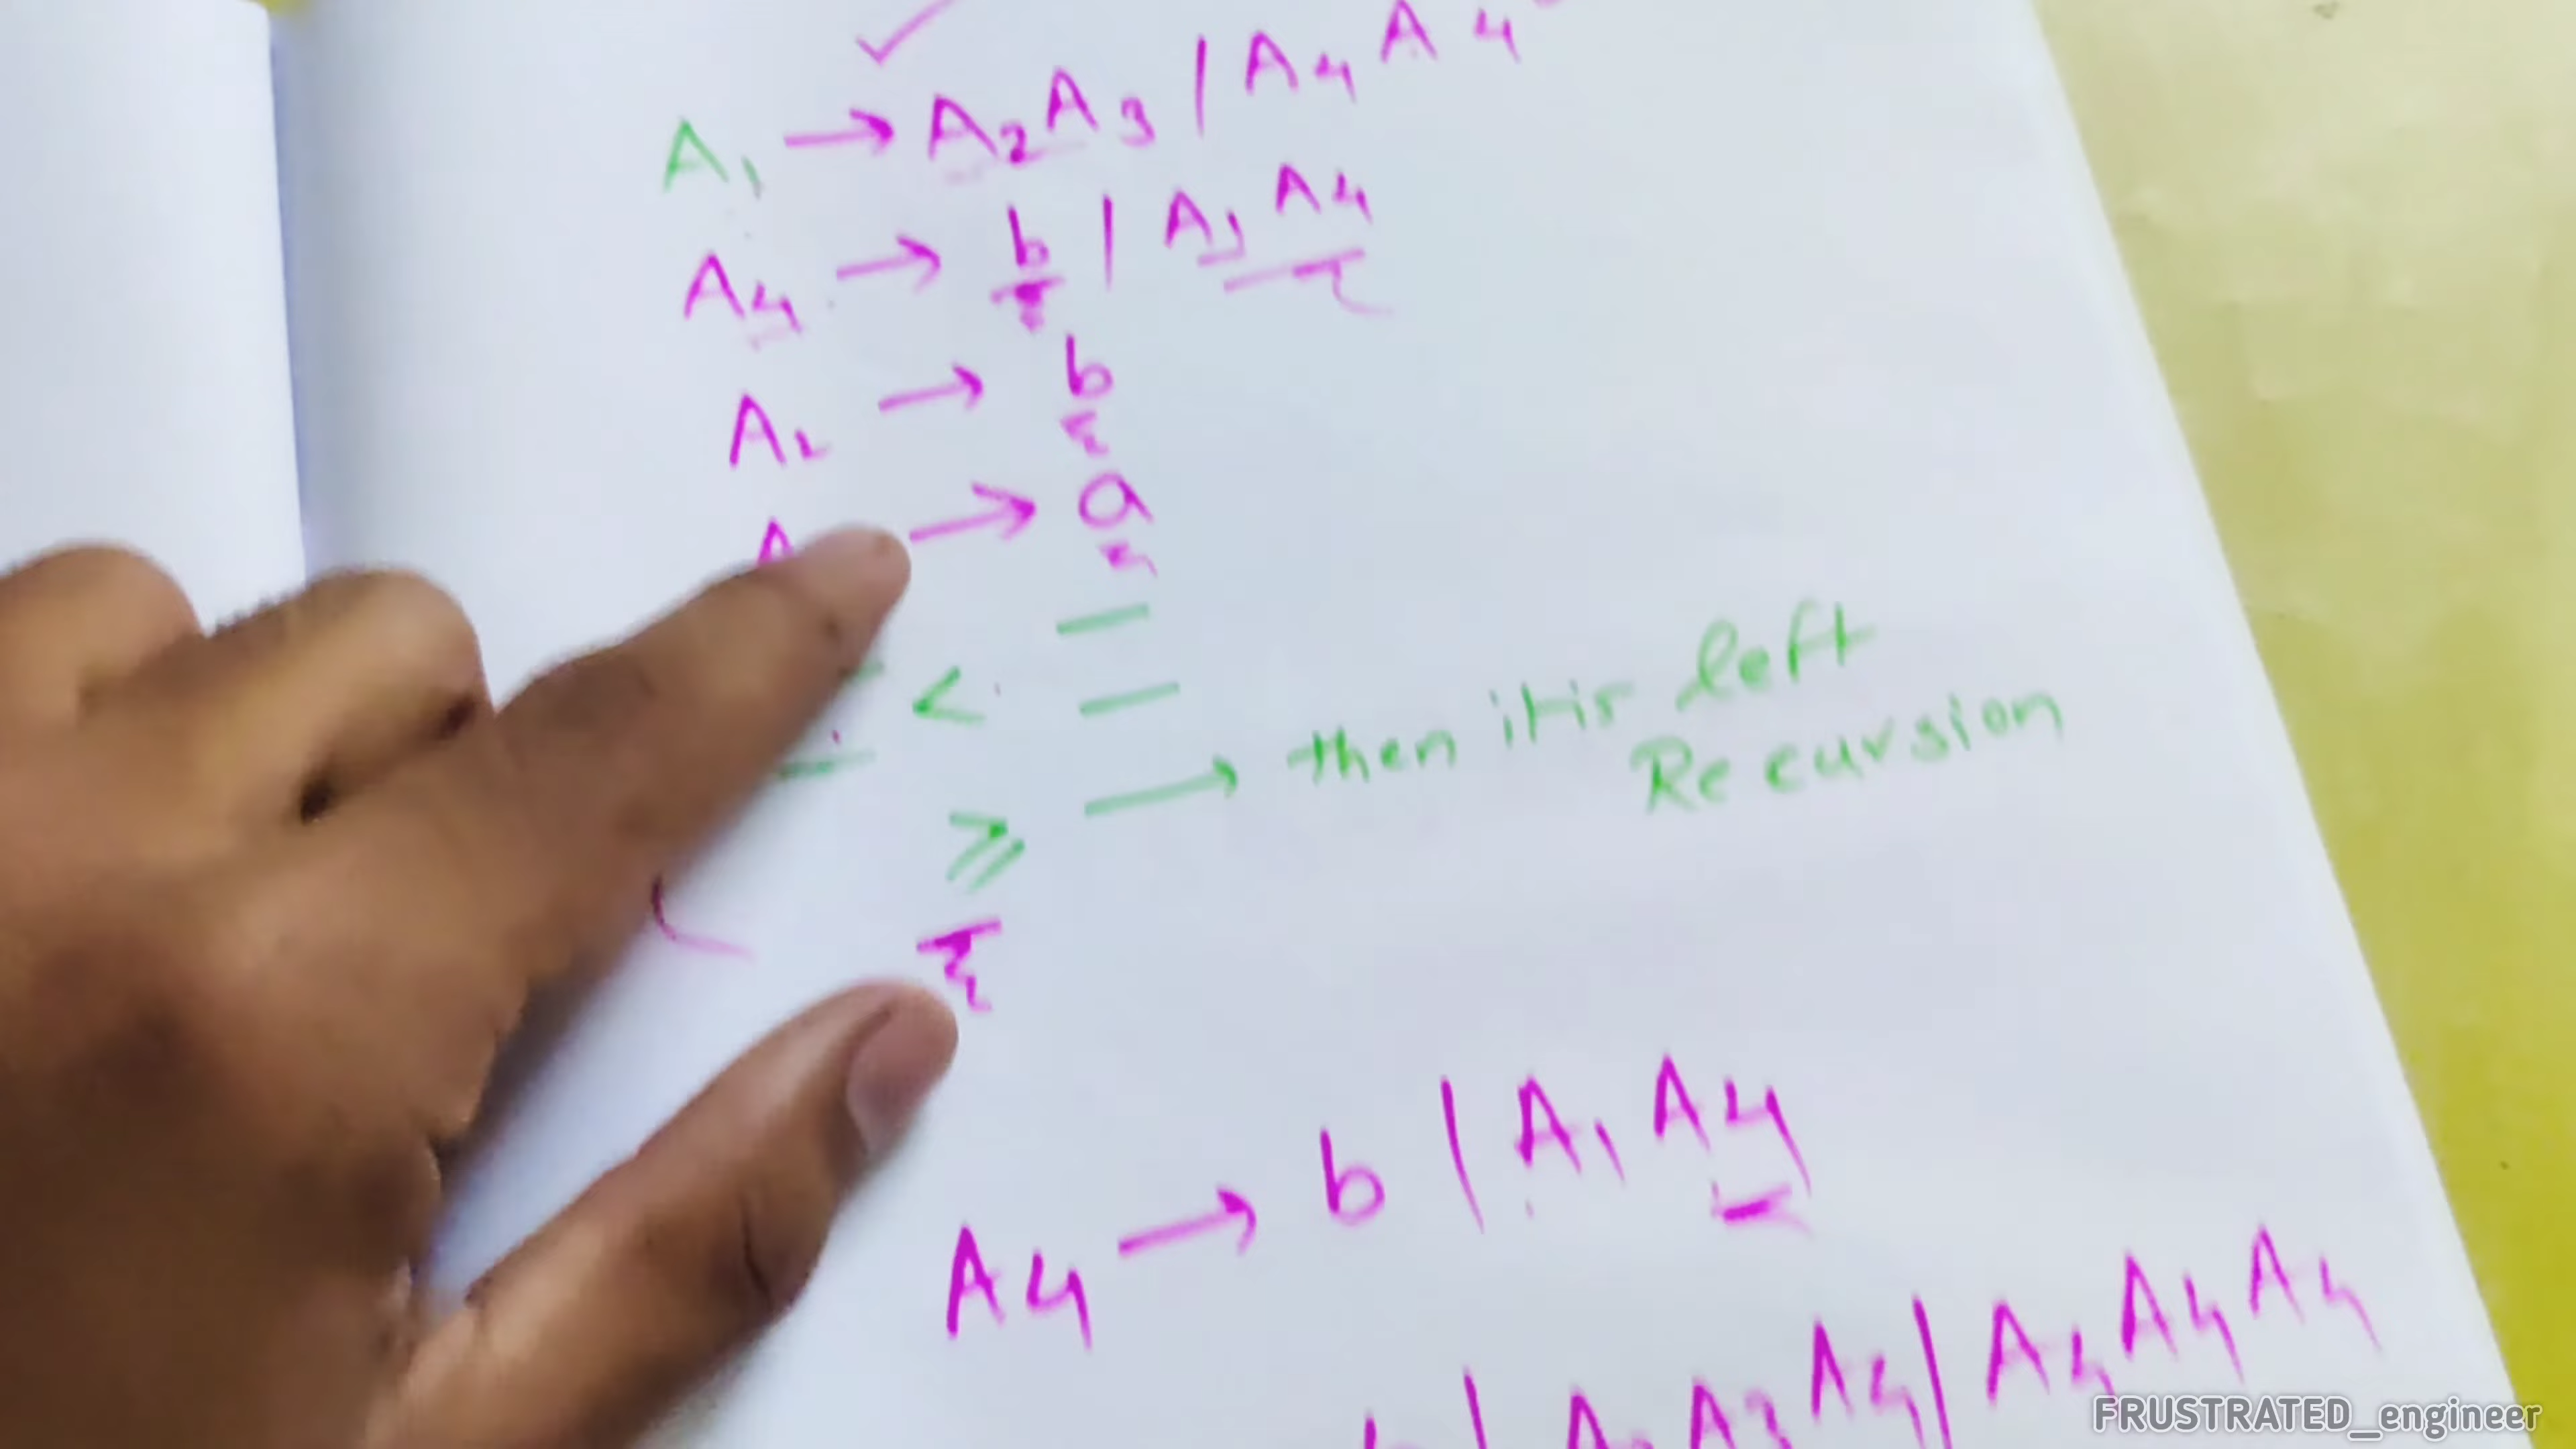 A₁ → A₂A₃ | A₄A₄
A₄ → b | A₁A₄
A₂ → b
A → a
< —
⩾ → then it is left
Recursion
A₄ → b | A₁A₄
b | A₂A₃A₄ | A₄A₄A₄
FRUSTRATED_engineer